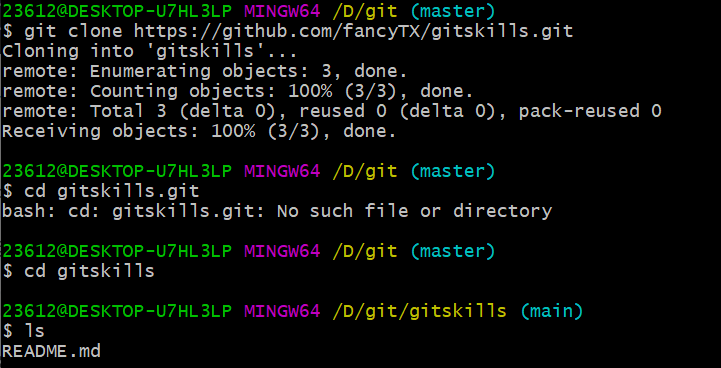 23612@DESKTOP-U7HL3LP MINGW64 /D/git (master)
$ git clone https://github.com/fancyTX/gitskills.git
Cloning into 'gitskills'...
remote: Enumerating objects: 3, done.
remote: Counting objects: 100% (3/3), done.
remote: Total 3 (delta 0), reused 0 (delta 0), pack-reused 0
Receiving objects: 100% (3/3), done.
23612@DESKTOP-U7HL3LP MINGW64 /D/git (master)
$ cd gitskills.git
bash: cd: gitskills.git: No such file or directory
23612@DESKTOP-U7HL3LP MINGW64 /D/git (master)
$ cd gitskills
23612@DESKTOP-U7HL3LP MINGW64 /D/git/gitskills (main)
$ ls
README.md